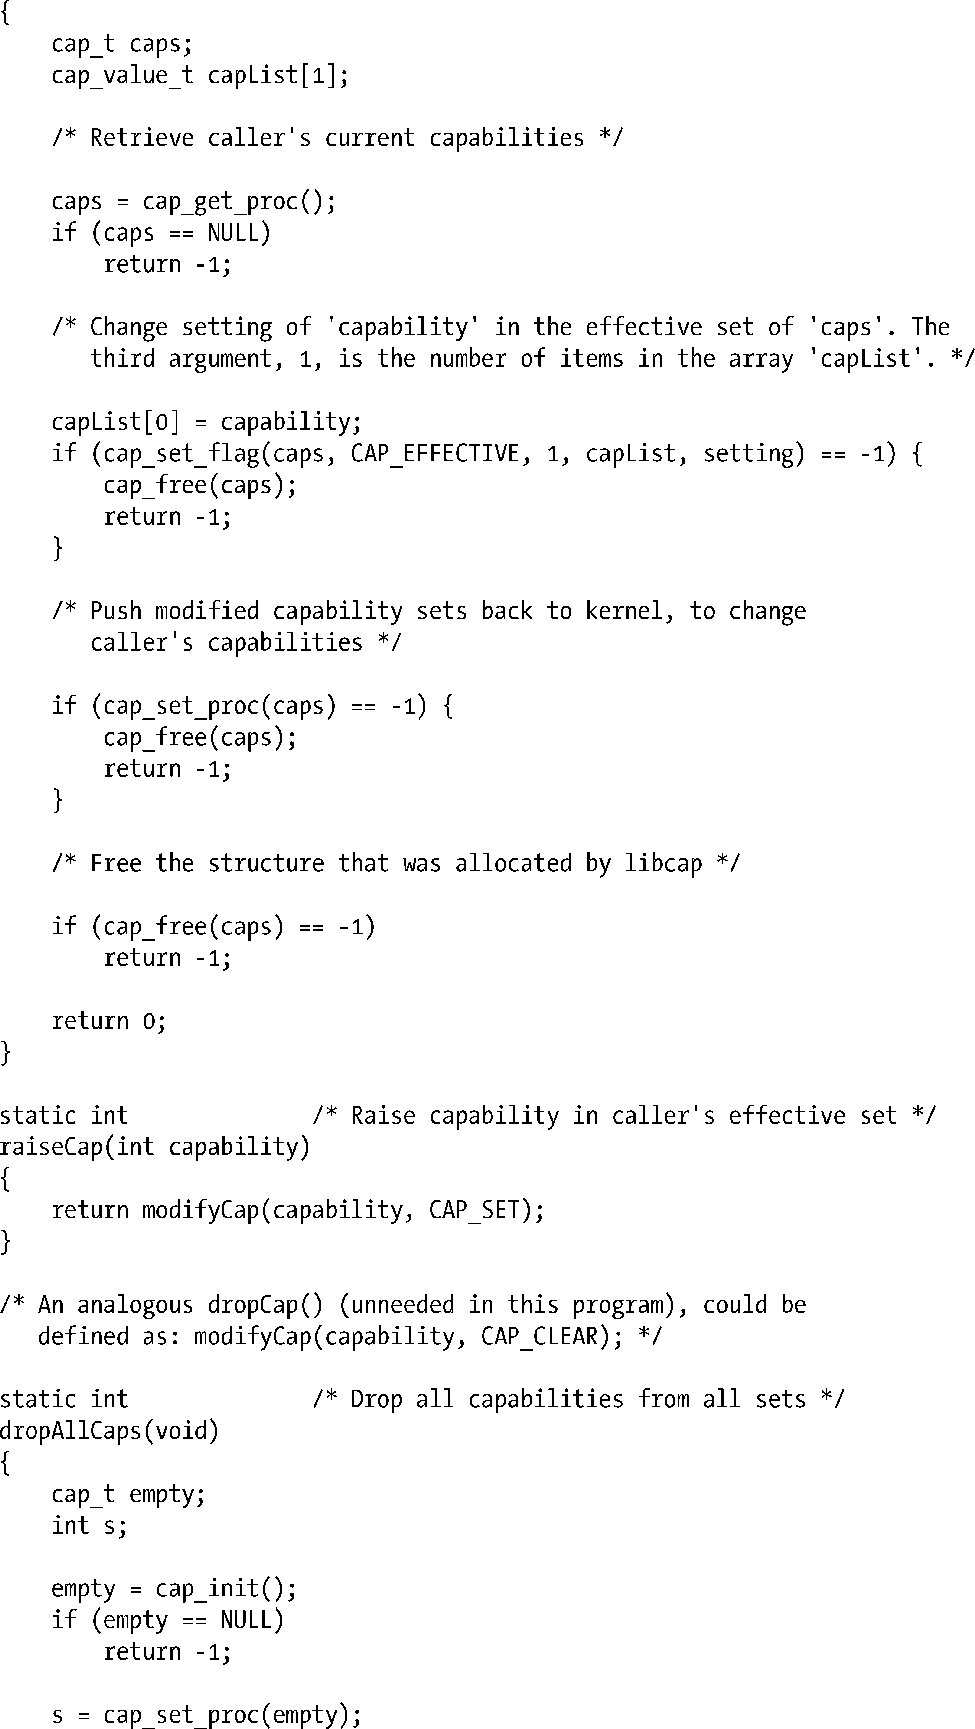 {
    cap_t caps;
    cap_value_t capList[1];

    /* Retrieve caller's current capabilities */

    caps = cap_get_proc();
    if (caps == NULL)
        return -1;

    /* Change setting of 'capability' in the effective set of 'caps'. The
       third argument, 1, is the number of items in the array 'capList'. */

    capList[0] = capability;
    if (cap_set_flag(caps, CAP_EFFECTIVE, 1, capList, setting) == -1) {
        cap_free(caps);
        return -1;
    }

    /* Push modified capability sets back to kernel, to change
       caller's capabilities */

    if (cap_set_proc(caps) == -1) {
        cap_free(caps);
        return -1;
    }

    /* Free the structure that was allocated by libcap */

    if (cap_free(caps) == -1)
        return -1;

    return 0;
}

static int              /* Raise capability in caller's effective set */
raiseCap(int capability)
{
    return modifyCap(capability, CAP_SET);
}

/* An analogous dropCap() (unneeded in this program), could be
   defined as: modifyCap(capability, CAP_CLEAR); */

static int              /* Drop all capabilities from all sets */
dropAllCaps(void)
{
    cap_t empty;
    int s;

    empty = cap_init();
    if (empty == NULL)
        return -1;

    s = cap_set_proc(empty);